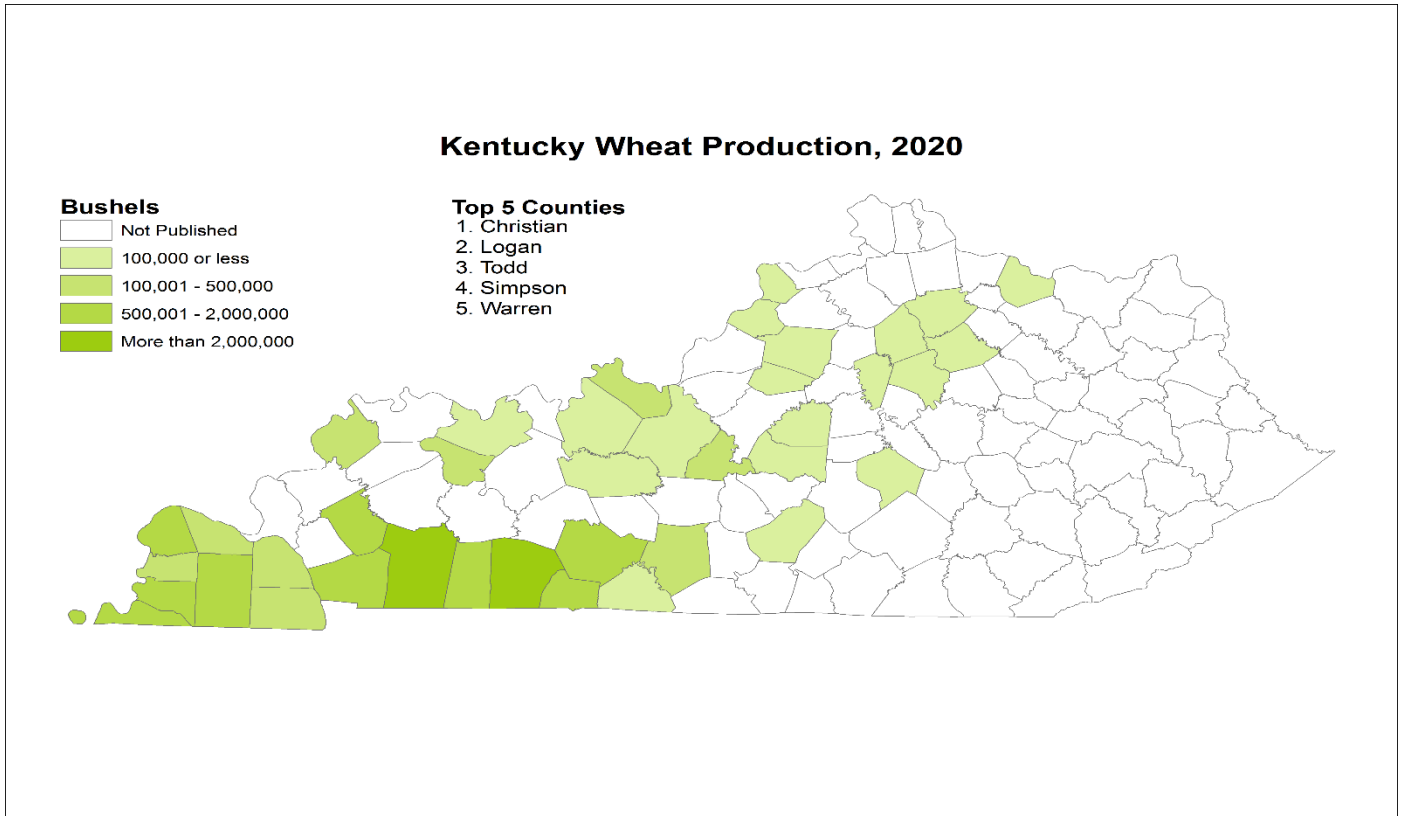 Kentucky Wheat Production, 2020
Bushels
Not Published
100,000 or less
100,001 - 500,000
500,001 - 2,000,000
More than 2,000,000
Top 5 Counties
1. Christian
2. Logan
3. Todd
4. Simpson
5. Warren